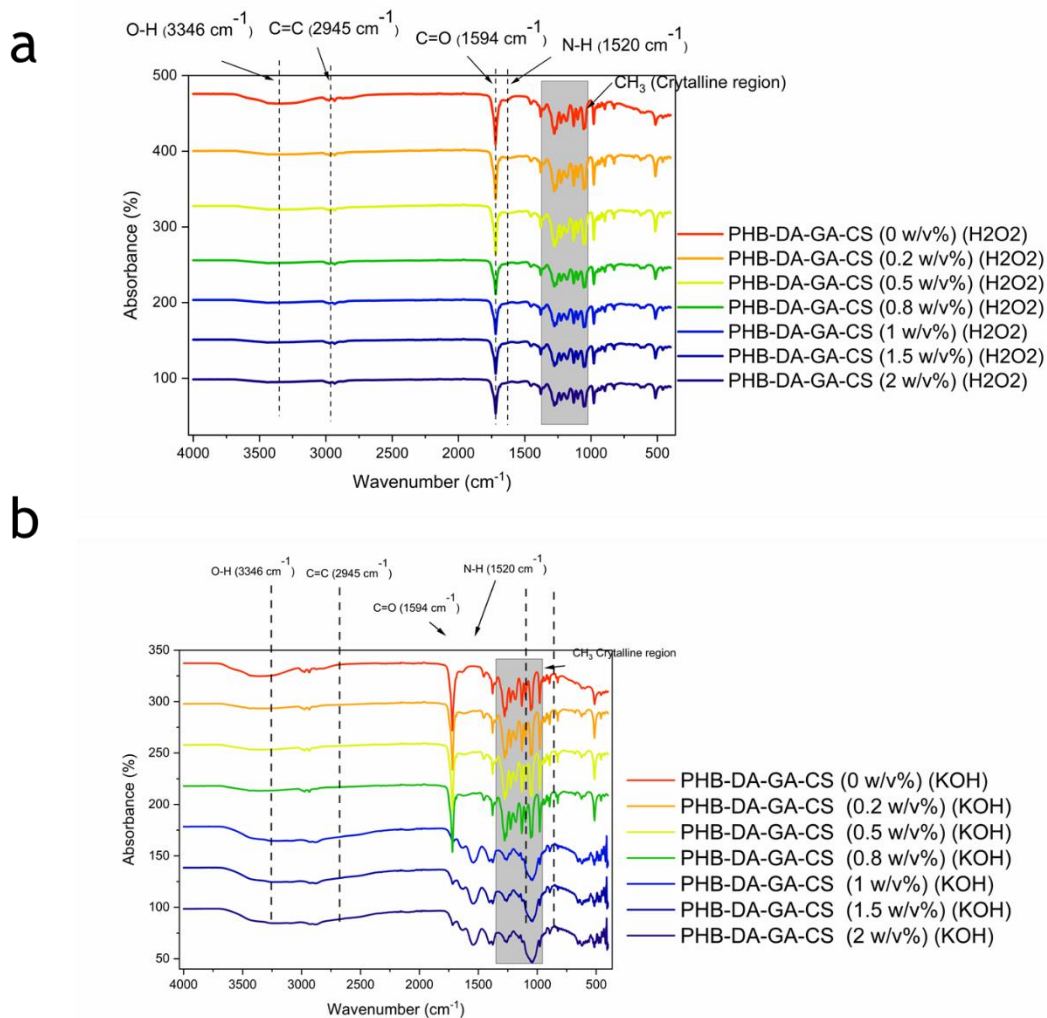 a
O-H (3346 cm-1)
C=C (2945 cm-1)
C=O (1594 cm-1)
N-H (1520 cm-1)
CH3 (Crytalline region)
500
400
300
200
100
Absorbance (%)
4000 3500 3000 2500 2000 1500 1000 500
Wavenumber (cm-1)
PHB-DA-GA-CS (0 w/v%) (H2O2)
PHB-DA-GA-CS (0.2 w/v%) (H2O2)
PHB-DA-GA-CS (0.5 w/v%) (H2O2)
PHB-DA-GA-CS (0.8 w/v%) (H2O2)
PHB-DA-GA-CS (1 w/v%) (H2O2)
PHB-DA-GA-CS (1.5 w/v%) (H2O2)
PHB-DA-GA-CS (2 w/v%) (H2O2)
b
O-H (3346 cm-1)
C=C (2945 cm-1)
C=O (1594 cm-1)
N-H (1520 cm-1)
CH3 Crytalline region
350
300
250
200
150
100
50
Absorbance (%)
4000 3500 3000 2500 2000 1500 1000 500
Wavenumber (cm-1)
PHB-DA-GA-CS (0 w/v%) (KOH)
PHB-DA-GA-CS (0.2 w/v%) (KOH)
PHB-DA-GA-CS (0.5 w/v%) (KOH)
PHB-DA-GA-CS (0.8 w/v%) (KOH)
PHB-DA-GA-CS (1 w/v%) (KOH)
PHB-DA-GA-CS (1.5 w/v%) (KOH)
PHB-DA-GA-CS (2 w/v%) (KOH)